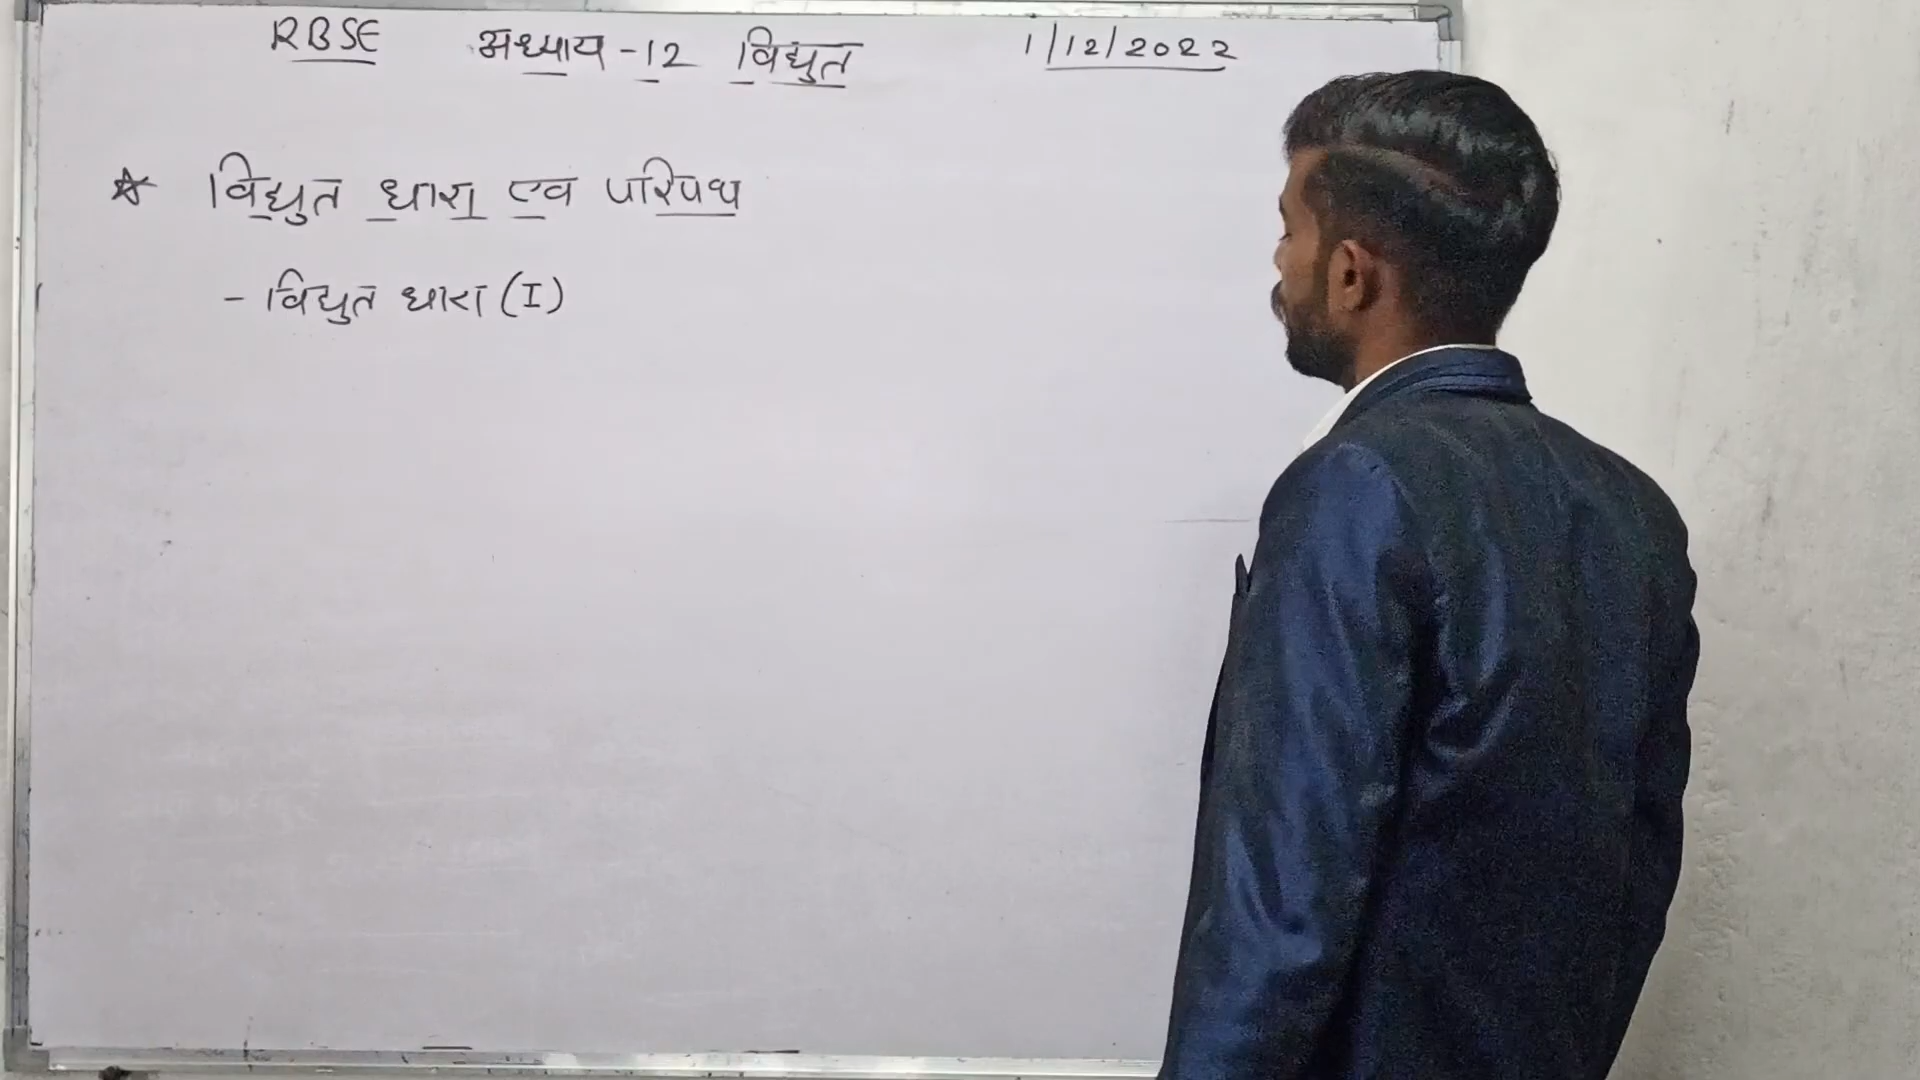 RBSE अध्याय -12 विद्युत 1/12/2022
☆ विद्युत धारा एव परिपथ
- विद्युत धारा (I)